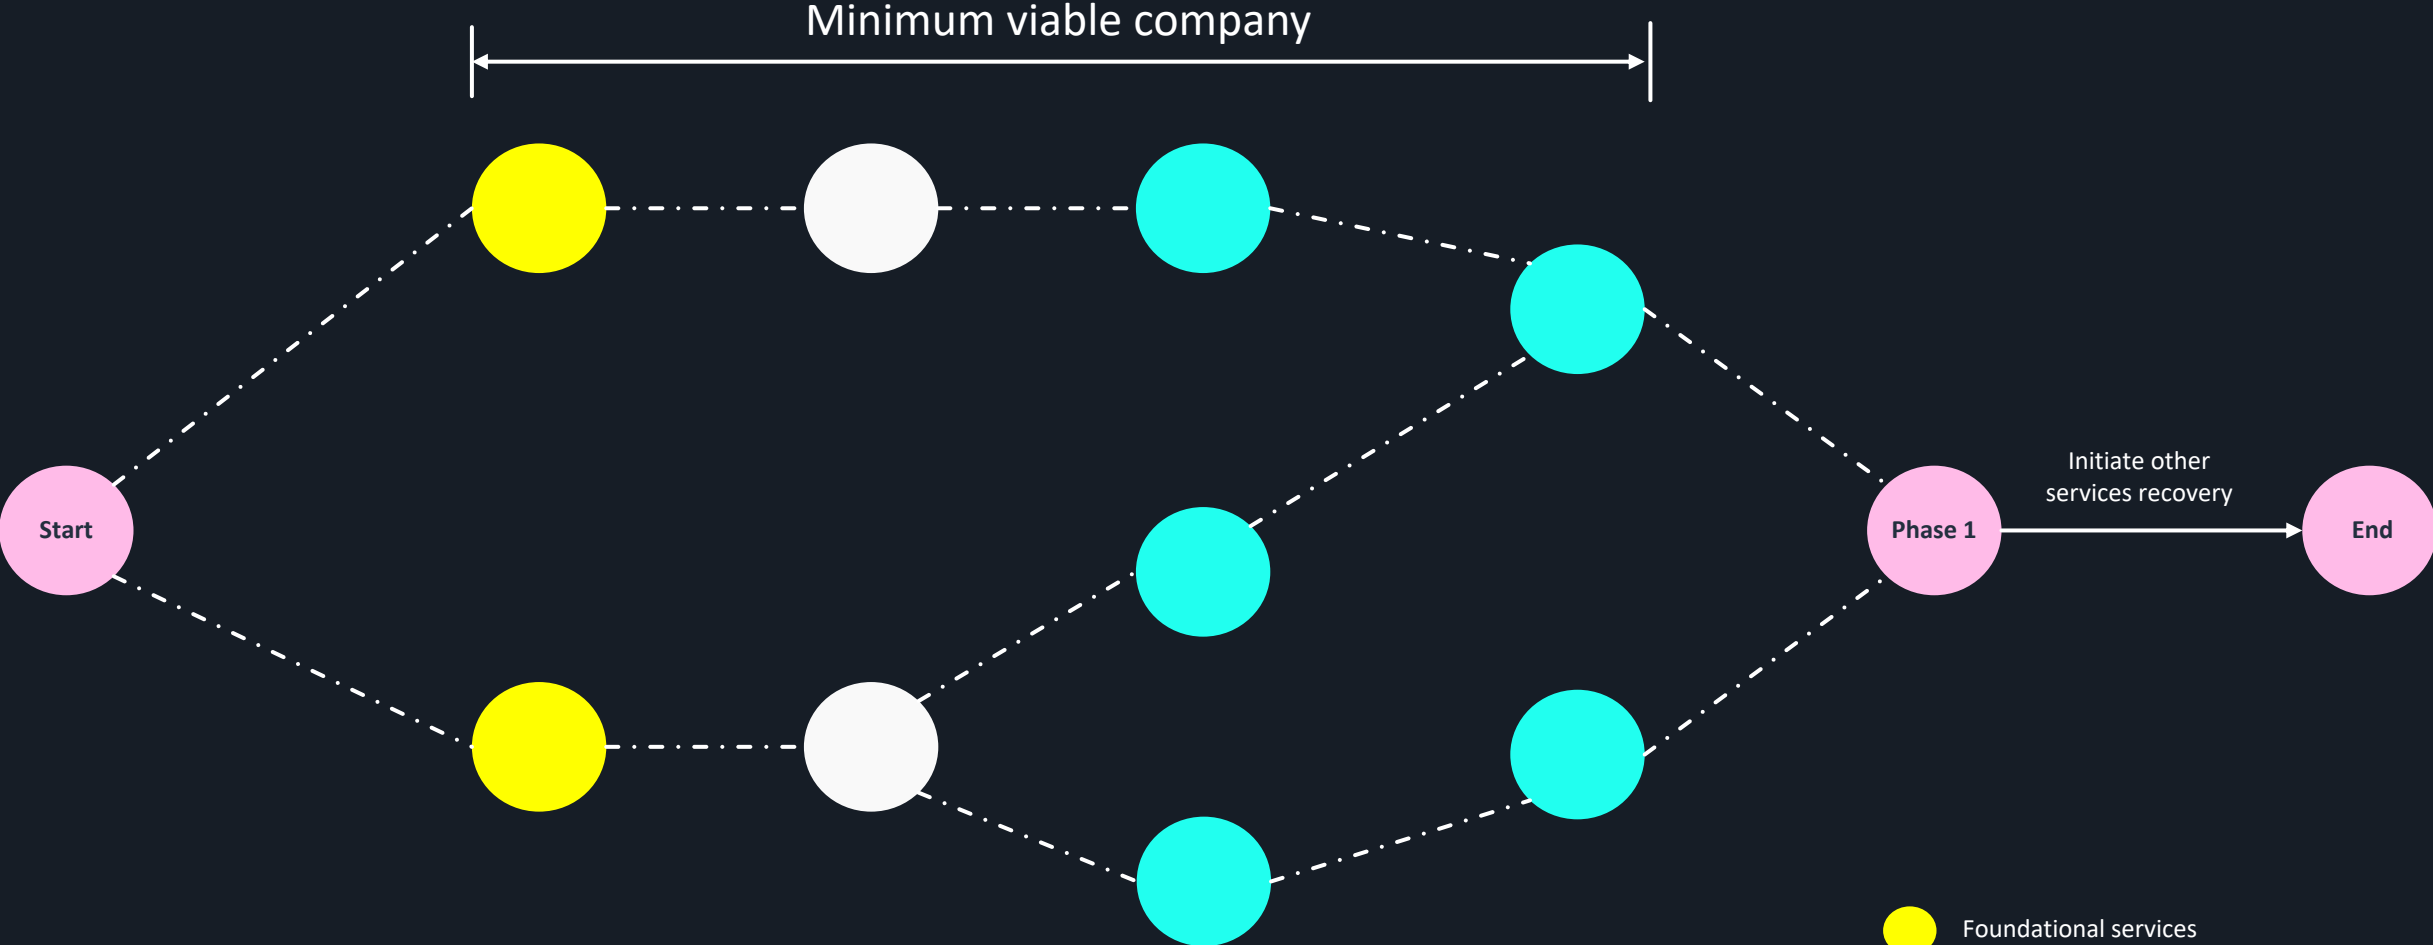 Minimum viable company
Start
Phase 1
Initiate other
services recovery
End
Foundational services